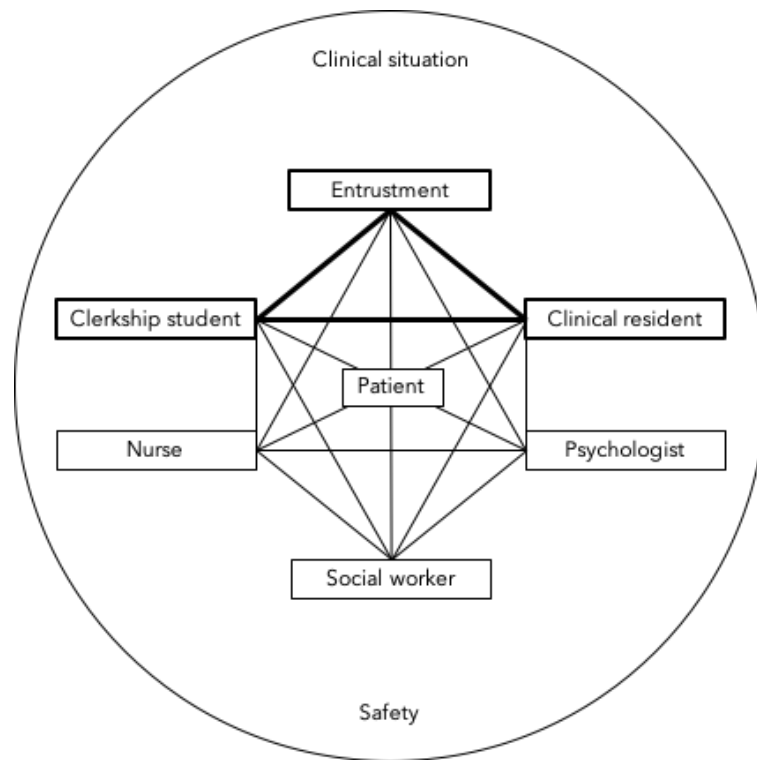 Clinical situation
Entrustment
Clerkship student
Clinical resident
Patient
Nurse
Psychologist
Social worker
Safety